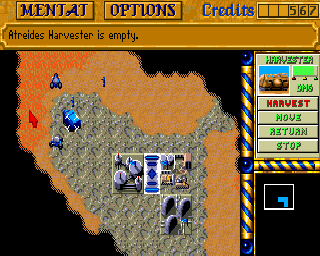 MENTAT OPTIONS Credits 567
Atreides Harvester is empty.
HARVESTER
DMG
HARVEST
MOVE
RETURN
STOP